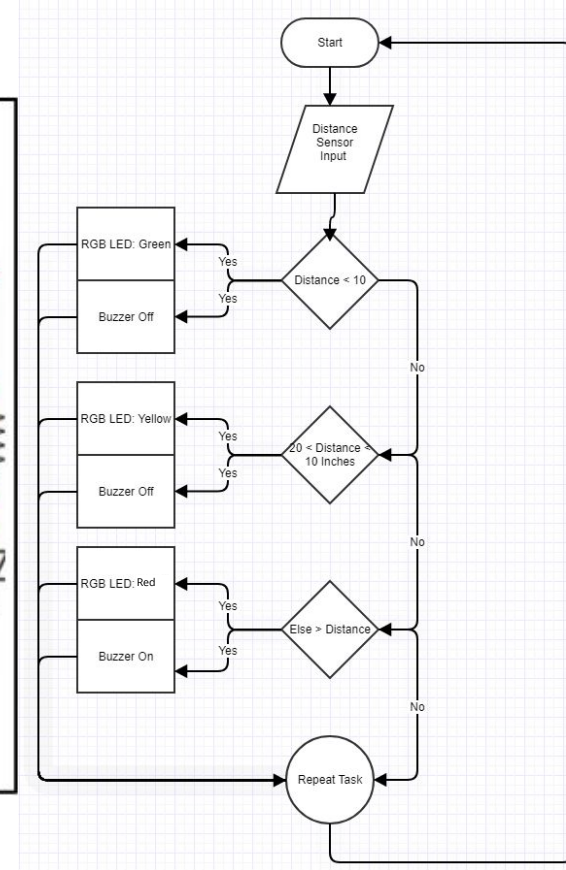 Start
Distance
Sensor
Input
RGB LED: Green
Yes
Distance < 10
Yes
Buzzer Off
No
RGB LED: Yellow
Yes
20 < Distance <
10 Inches
Yes
Buzzer Off
No
RGB LED: Red
Yes
Else > Distance
Yes
Buzzer On
No
Repeat Task